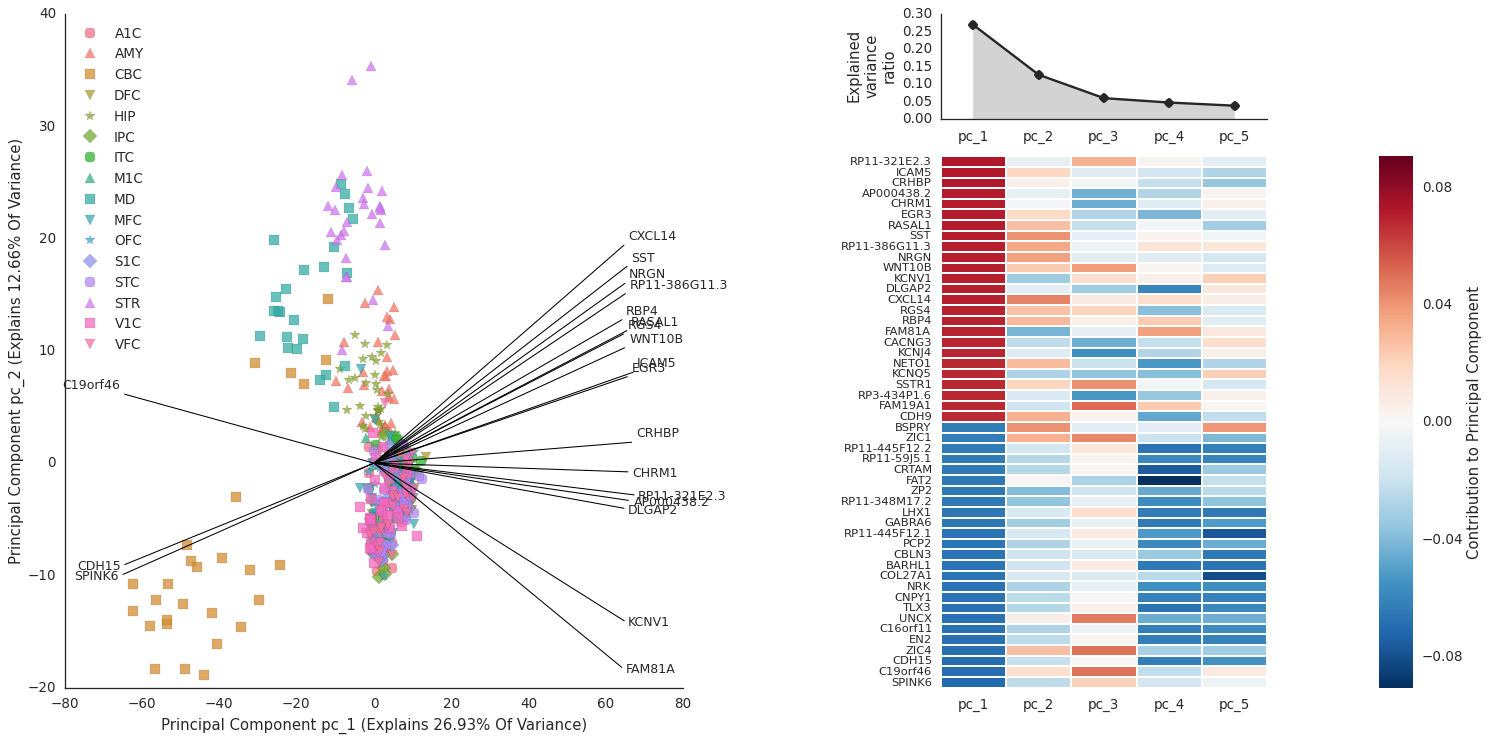 40
30
20
10
0
−10
−20
−80
−60
−40
−20
0
20
40
60
80
Principal Component pc_2 (Explains 12.66% Of Variance)
Principal Component pc_1 (Explains 26.93% Of Variance)
A1C
AMY
CBC
DFC
HIP
IPC
ITC
M1C
MD
MFC
OFC
S1C
STC
STR
V1C
VFC
CXCL14
SST
NRGN
RP11-386G11.3
RBP4
RASAL1
RGS4
WNT10B
ICAM5
EGR3
C19orf46
CRHBP
CHRM1
RP11-321E2.3
AP000438.2
DLGAP2
CDH15
SPINK6
KCNV1
FAM81A
Explained
variance
ratio
0.30
0.25
0.20
0.15
0.10
0.05
0.00
pc_1
pc_2
pc_3
pc_4
pc_5
RP11-321E2.3
ICAM5
CRHBP
AP000438.2
CHRM1
EGR3
RASAL1
SST
RP11-386G11.3
NRGN
WNT10B
KCNV1
DLGAP2
CXCL14
RGS4
RBP4
FAM81A
CACNG3
KCNJ4
NETO1
KCNQ5
SSTR1
RP3-434P1.6
FAM19A1
CDH9
BSPRY
ZIC1
RP11-445F12.2
RP11-59J5.1
CRTAM
FAT2
ZP2
RP11-348M17.2
LHX1
GABRA6
RP11-445F12.1
PCP2
CBLN3
BARHL1
COL27A1
NRK
CNPY1
TLX3
UNCX
C16orf11
EN2
ZIC4
CDH15
C19orf46
SPINK6
pc_1
pc_2
pc_3
pc_4
pc_5
0.08
0.04
0.00
−0.04
−0.08
Contribution to Principal Component